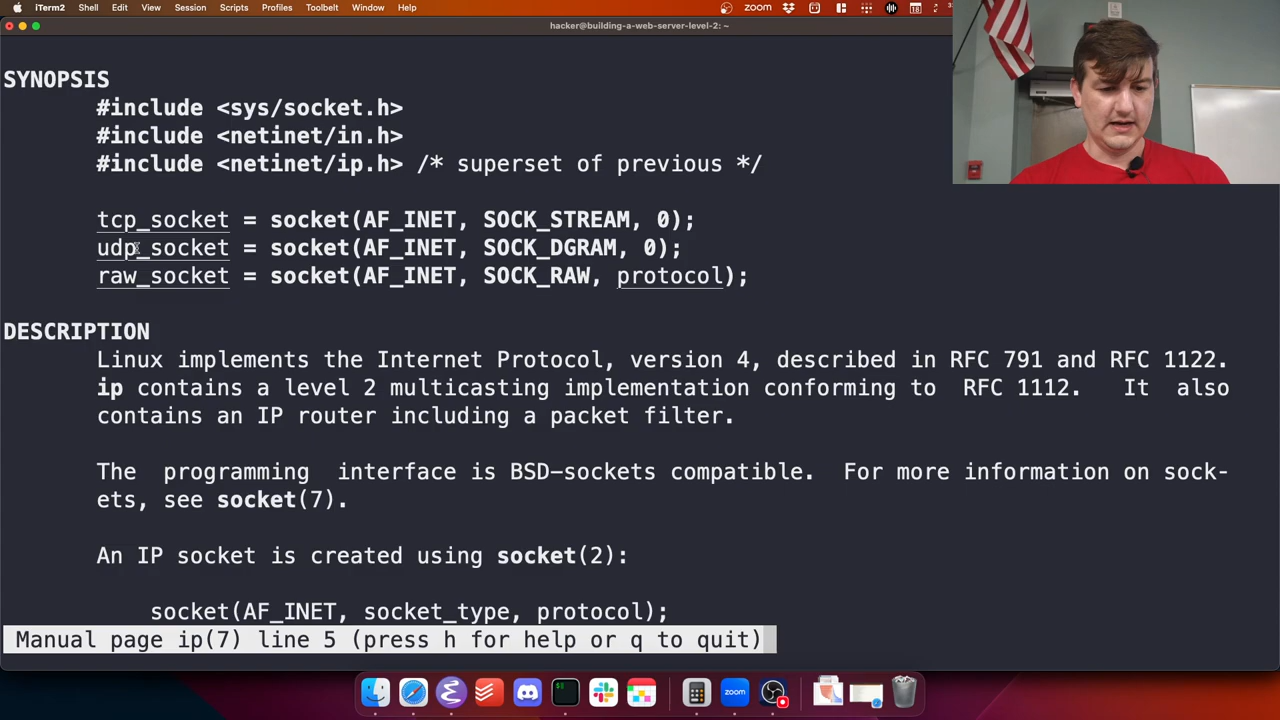 iTerm2 Shell Edit View Session Scripts Profiles Toolbelt Window Help zoom
hacker@building-a-web-server-level-2: ~
SYNOPSIS
#include <sys/socket.h>
#include <netinet/in.h>
#include <netinet/ip.h> /* superset of previous */
tcp_socket = socket(AF_INET, SOCK_STREAM, 0);
udp_socket = socket(AF_INET, SOCK_DGRAM, 0);
raw_socket = socket(AF_INET, SOCK_RAW, protocol);
DESCRIPTION
Linux implements the Internet Protocol, version 4, described in RFC 791 and RFC 1122.
ip contains a level 2 multicasting implementation conforming to RFC 1112. It also
contains an IP router including a packet filter.
The programming interface is BSD-sockets compatible. For more information on sock-
ets, see socket(7).
An IP socket is created using socket(2):
socket(AF_INET, socket_type, protocol);
Manual page ip(7) line 5 (press h for help or q to quit)
zoom